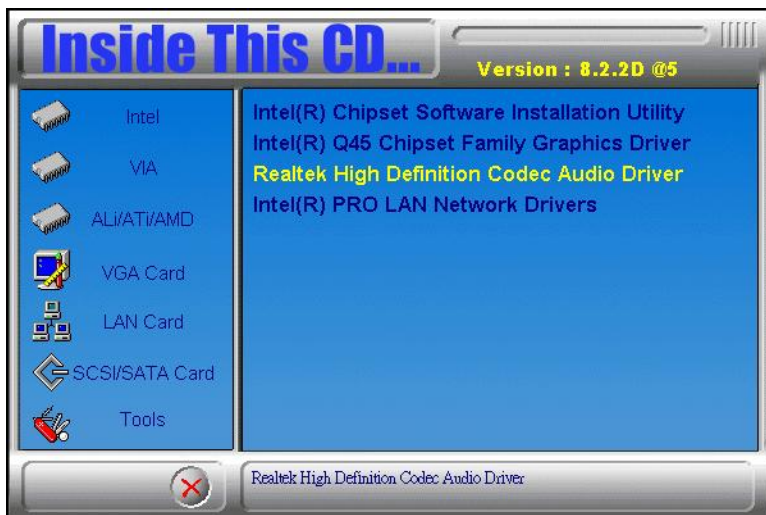 Inside This CD...
Version : 8.2.2D @5
Intel
VIA
ALi/ATi/AMD
VGA Card
LAN Card
SCSI/SATA Card
Tools
Intel(R) Chipset Software Installation Utility
Intel(R) Q45 Chipset Family Graphics Driver
Realtek High Definition Codec Audio Driver
Intel(R) PRO LAN Network Drivers
Realtek High Definition Codec Audio Driver